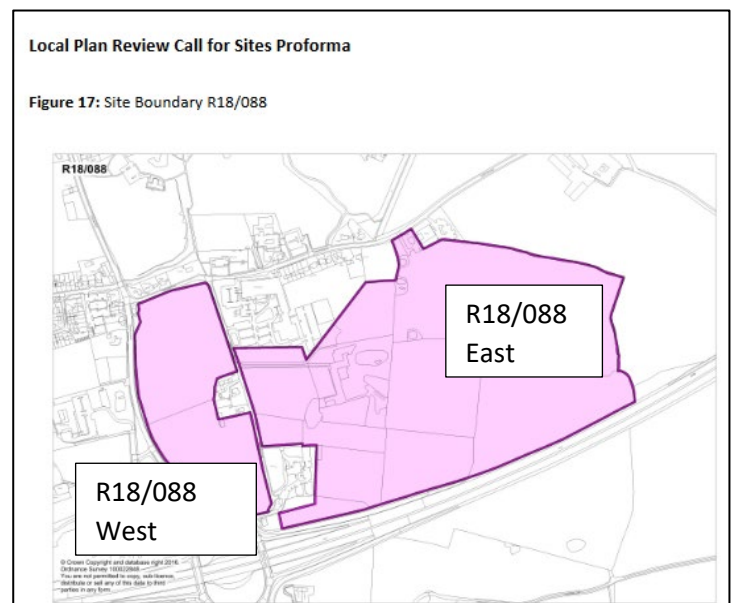 Local Plan Review Call for Sites Proforma
Figure 17: Site Boundary R18/088
R18/088
R18/088
East
R18/088
West
© Crown Copyright and database right 2016.
Ordnance Survey 100022948
You are not permitted to copy, sub-licence,
distribute or sell any of this data to third
parties in any form.